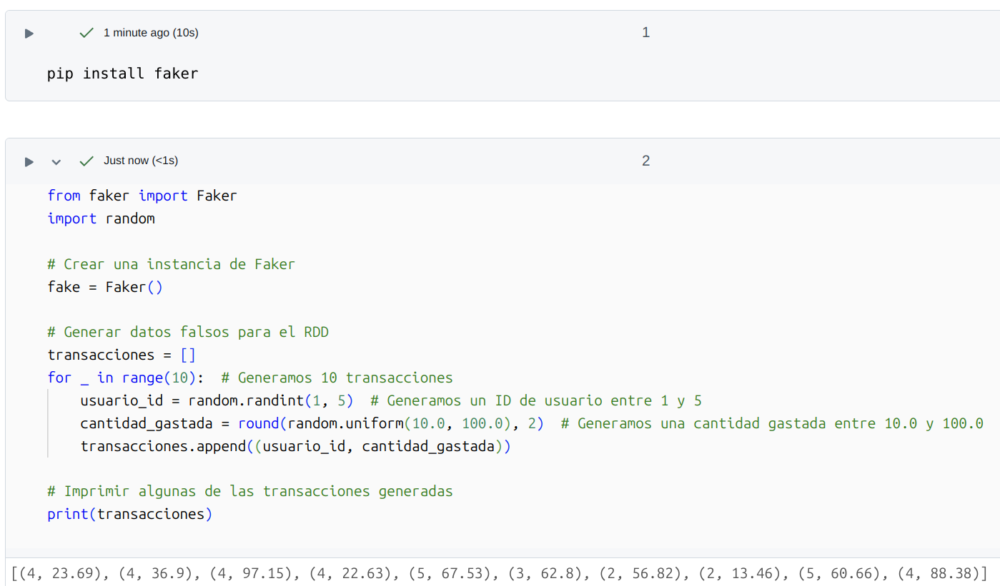 1 minute ago (10s)
1
pip install faker
Just now (<1s)
2
from faker import Faker
import random
# Crear una instancia de Faker
fake = Faker()
# Generar datos falsos para el RDD
transacciones = []
for _ in range(10):  # Generamos 10 transacciones
    usuario_id = random.randint(1, 5)  # Generamos un ID de usuario entre 1 y 5
    cantidad_gastada = round(random.uniform(10.0, 100.0), 2)  # Generamos una cantidad gastada entre 10.0 y 100.0
    transacciones.append((usuario_id, cantidad_gastada))
# Imprimir algunas de las transacciones generadas
print(transacciones)
[(4, 23.69), (4, 36.9), (4, 97.15), (4, 22.63), (5, 67.53), (3, 62.8), (2, 56.82), (2, 13.46), (5, 60.66), (4, 88.38)]